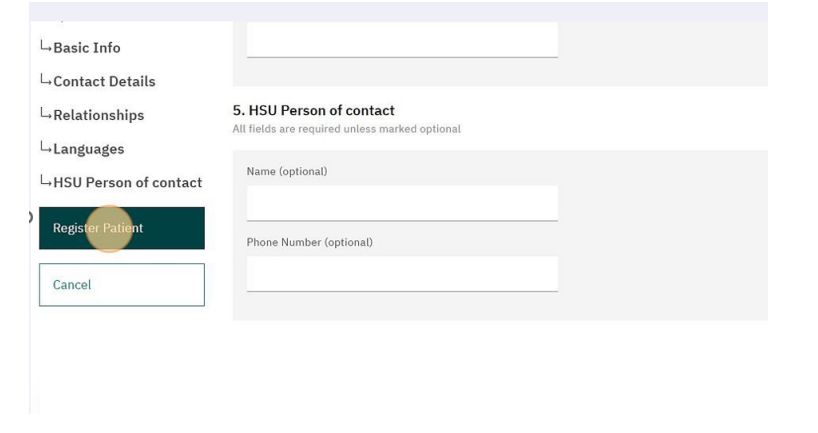 Basic Info
Contact Details
Relationships
Languages
HSU Person of contact
Register Patient
Cancel
5. HSU Person of contact
All fields are required unless marked optional
Name (optional)
Phone Number (optional)